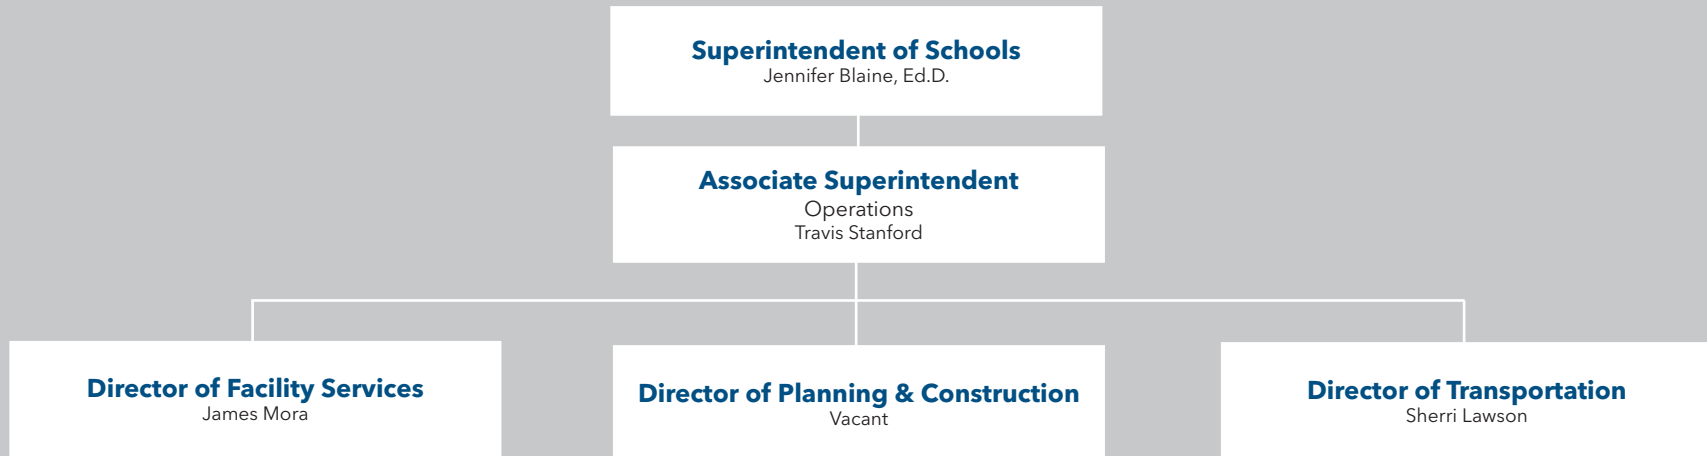 Superintendent of Schools
Jennifer Blaine, Ed.D.
Associate Superintendent
Operations
Travis Stanford
Director of Facility Services
James Mora
Director of Planning & Construction
Vacant
Director of Transportation
Sherri Lawson